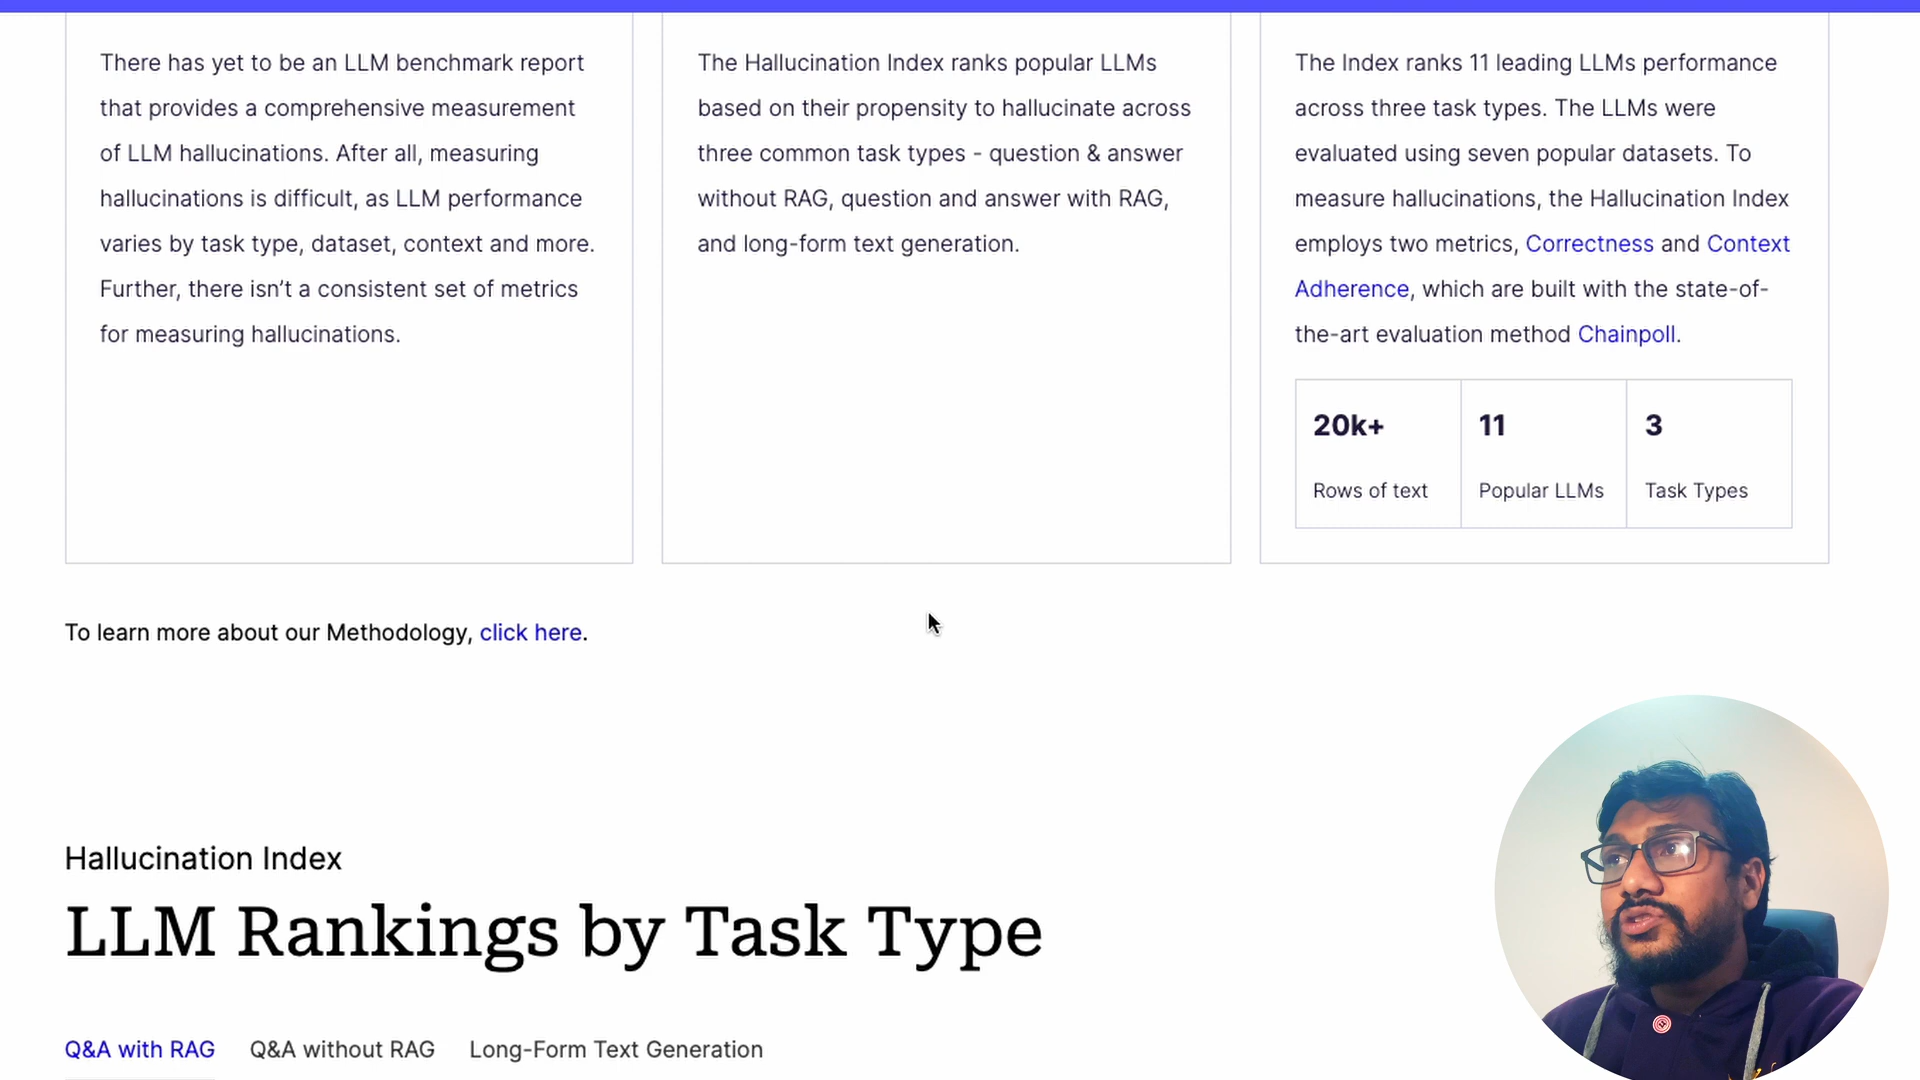 There has yet to be an LLM benchmark report
that provides a comprehensive measurement
of LLM hallucinations. After all, measuring
hallucinations is difficult, as LLM performance
varies by task type, dataset, context and more.
Further, there isn’t a consistent set of metrics
for measuring hallucinations.
The Hallucination Index ranks popular LLMs
based on their propensity to hallucinate across
three common task types - question & answer
without RAG, question and answer with RAG,
and long-form text generation.
The Index ranks 11 leading LLMs performance
across three task types. The LLMs were
evaluated using seven popular datasets. To
measure hallucinations, the Hallucination Index
employs two metrics, Correctness and Context
Adherence, which are built with the state-of-
the-art evaluation method Chainpoll.
20k+
Rows of text
11
Popular LLMs
3
Task Types
To learn more about our Methodology, click here.
Hallucination Index
LLM Rankings by Task Type
Q&A with RAG
Q&A without RAG
Long-Form Text Generation